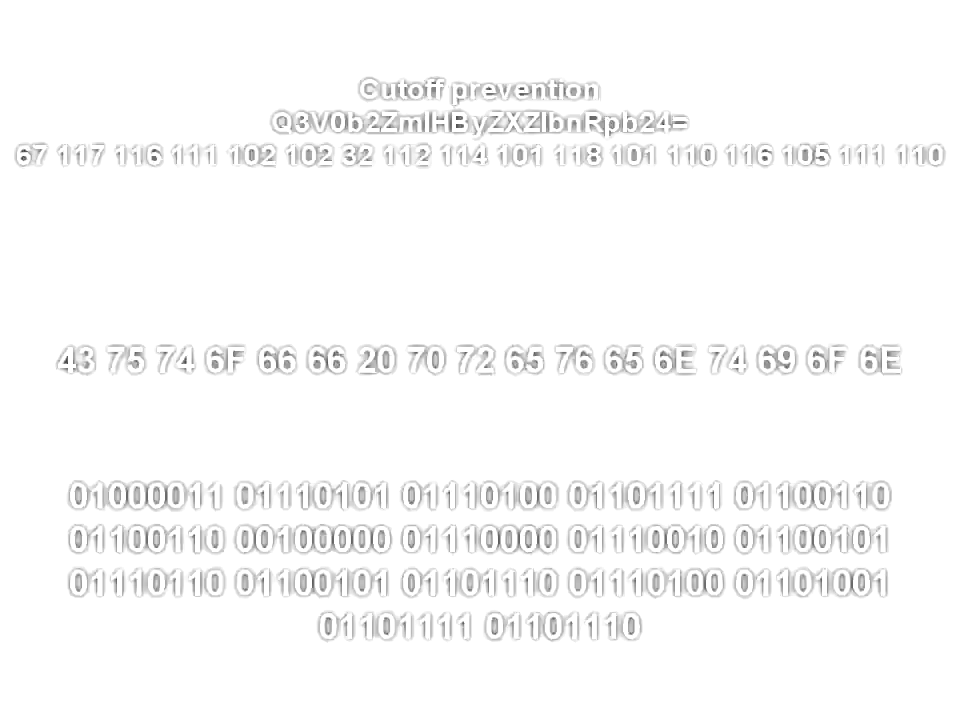 Cutoff prevention
Q3V0b2ZmIHByZXZlbnRpb24=
67 117 116 111 102 102 32 112 114 101 118 101 110 116 105 111 110
43 75 74 6F 66 66 20 70 72 65 76 65 6E 74 69 6F 6E
01000011 01110101 01110100 01101111 01100110
01100110 00100000 01110000 01110010 01100101
01110110 01100101 01101110 01110100 01101001
01101111 01101110